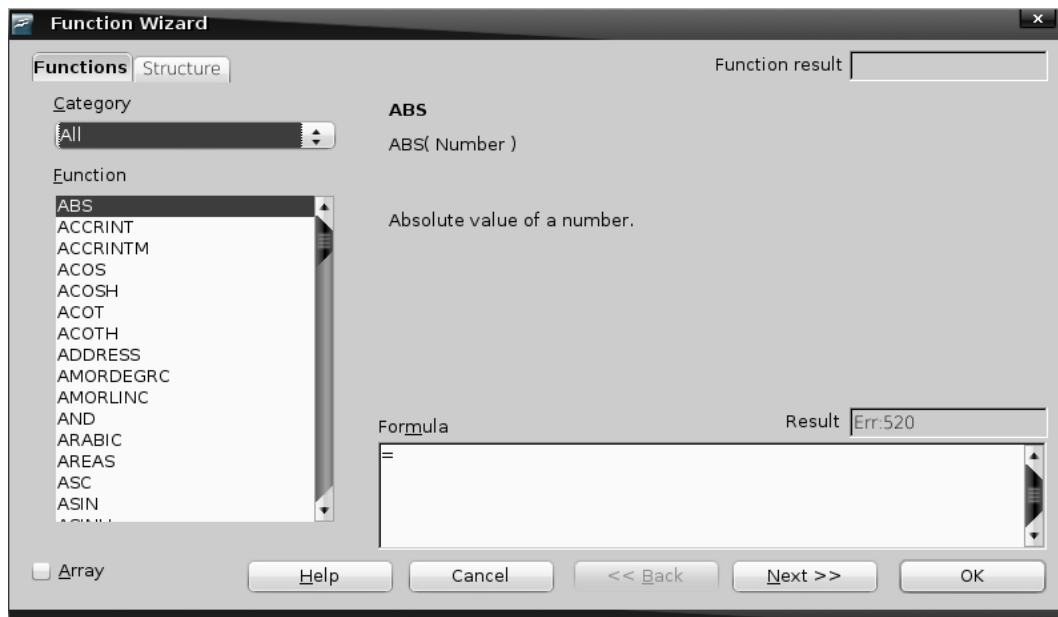 Function Wizard
Functions Structure
Function result
Category
All
Function
ABS
ACCRINT
ACCRINTM
ACOS
ACOSH
ACOT
ACOTH
ADDRESS
AMORDEGRC
AMORLINC
AND
ARABIC
AREAS
ASC
ASIN
ABS
ABS( Number )
Absolute value of a number.
Formula
Result Err:520
=
Array
Help
Cancel
<< Back
Next >>
OK